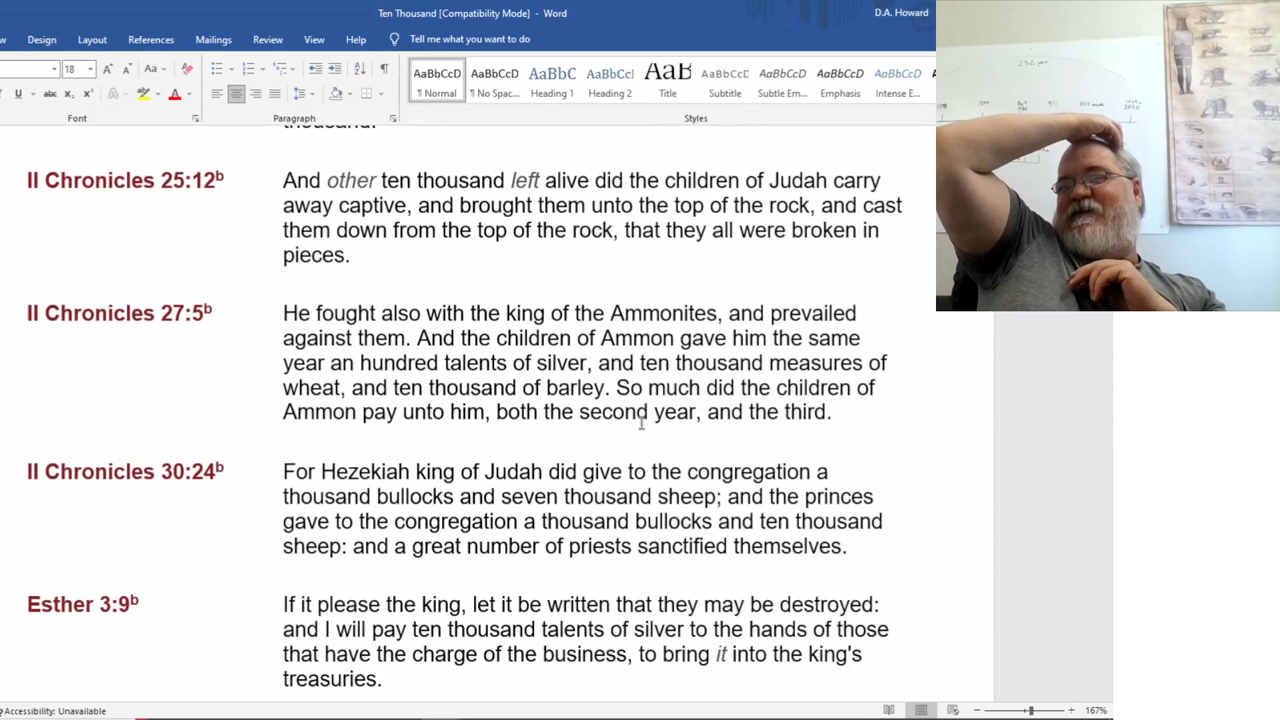 Ten Thousand [Compatibility Mode] - Word
D.A. Howard
Design Layout References Mailings Review View Help Tell me what you want to do
18 Aa
AaBbCcD AaBbCcD AaBbC AaBbCcl AaB AaBbCcD AaBbCcD AaBbCcD AaBbCcD
¶ Normal ¶ No Spac... Heading 1 Heading 2 Title Subtitle Subtle Em... Emphasis Intense E...
Font Paragraph Styles
thousand.
II Chronicles 25:12b And other ten thousand left alive did the children of Judah carry
away captive, and brought them unto the top of the rock, and cast
them down from the top of the rock, that they all were broken in
pieces.
II Chronicles 27:5b He fought also with the king of the Ammonites, and prevailed
against them. And the children of Ammon gave him the same
year an hundred talents of silver, and ten thousand measures of
wheat, and ten thousand of barley. So much did the children of
Ammon pay unto him, both the second year, and the third.
II Chronicles 30:24b For Hezekiah king of Judah did give to the congregation a
thousand bullocks and seven thousand sheep; and the princes
gave to the congregation a thousand bullocks and ten thousand
sheep: and a great number of priests sanctified themselves.
Esther 3:9b If it please the king, let it be written that they may be destroyed:
and I will pay ten thousand talents of silver to the hands of those
that have the charge of the business, to bring it into the king's
treasuries.
Accessibility: Unavailable
167%